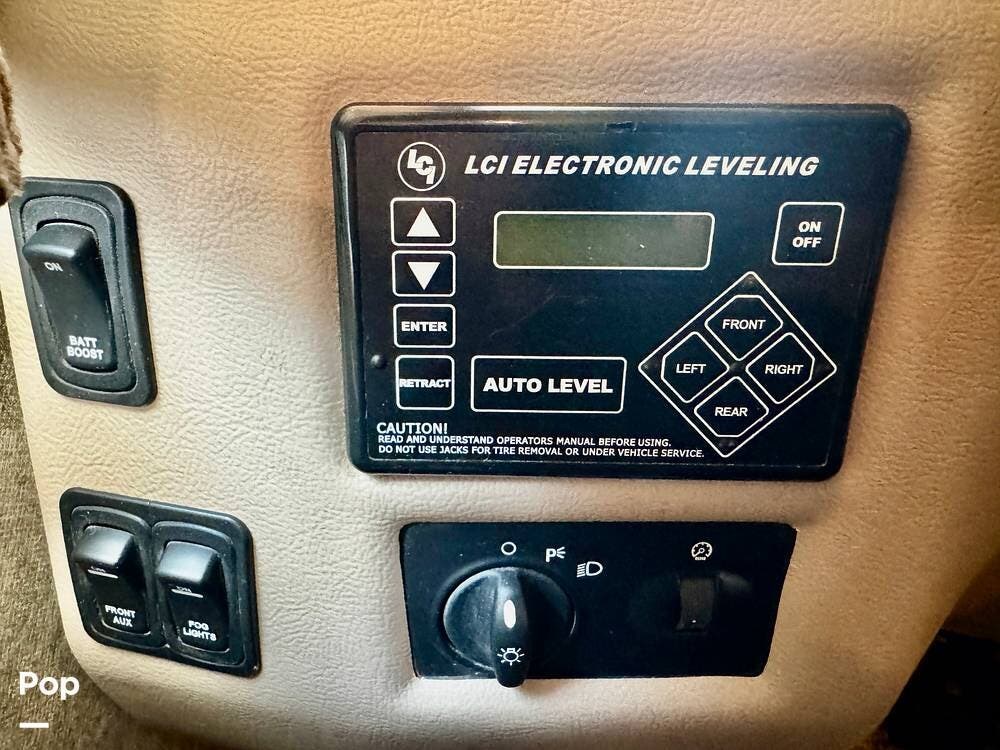 LCI
LCI ELECTRONIC LEVELING
ON
OFF
ENTER
RETRACT
AUTO LEVEL
FRONT
LEFT
RIGHT
REAR
CAUTION!
READ AND UNDERSTAND OPERATORS MANUAL BEFORE USING.
DO NOT USE JACKS FOR TIRE REMOVAL OR UNDER VEHICLE SERVICE.
ON
BATT
BOOST
FRONT
AUX
FOG
LIGHTS
P
Pop